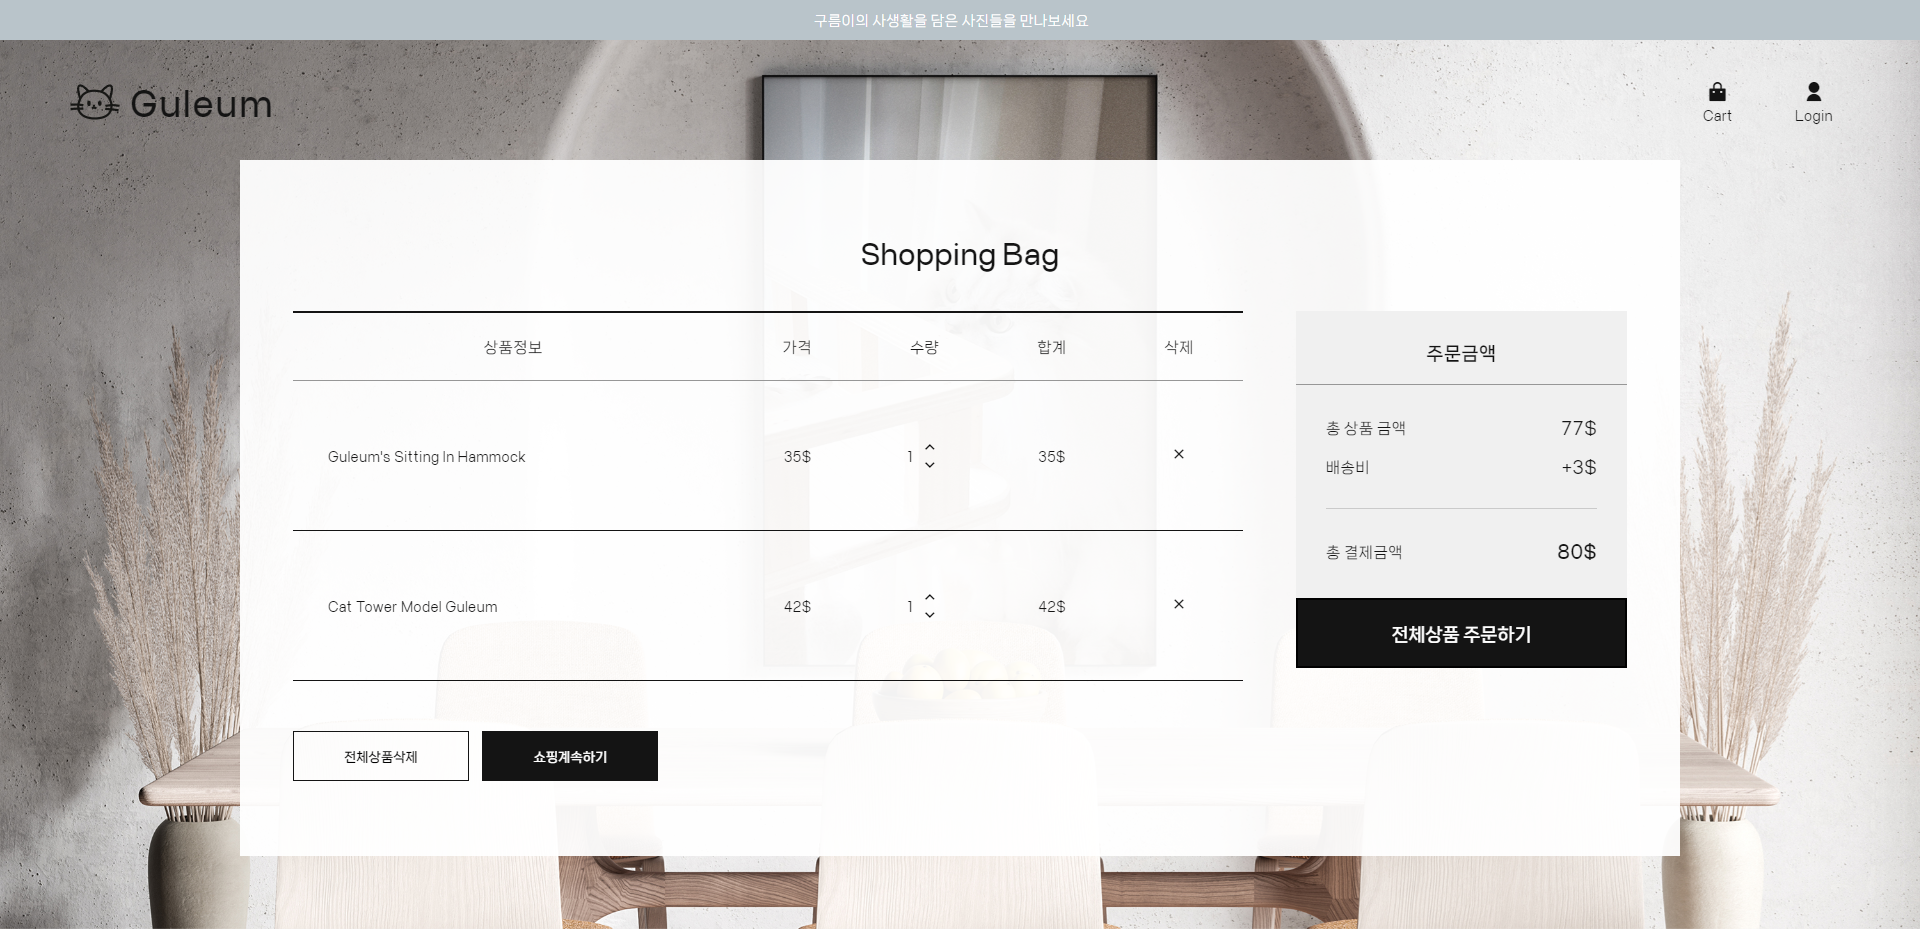 구름이의 사생활을 담은 사진들을 만나보세요
Guleum
Cart
Login
Shopping Bag
상품정보 가격 수량 합계 삭제
Guleum's Sitting In Hammock 35$ 1 35$
Cat Tower Model Guleum 42$ 1 42$
전체상품삭제
쇼핑계속하기
주문금액
총 상품 금액 77$
배송비 +3$
총 결제금액 80$
전체상품 주문하기